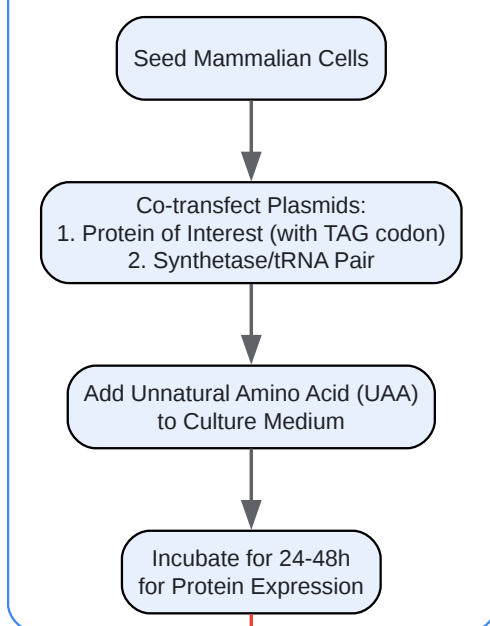 Seed Mammalian Cells
Co-transfect Plasmids:
1. Protein of Interest (with TAG codon)
2. Synthetase/tRNA Pair
Add Unnatural Amino Acid (UAA)
to Culture Medium
Incubate for 24-48h
for Protein Expression